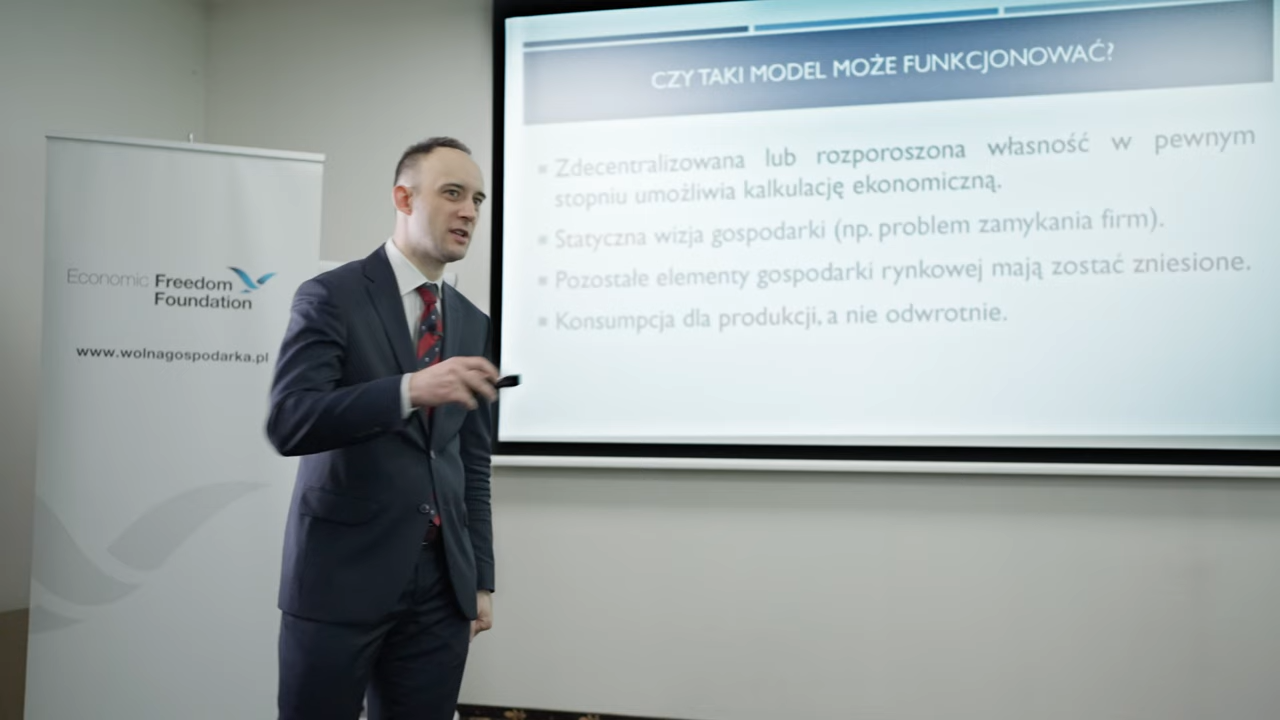 Economic Freedom
Foundation
www.wolnagospodarka.pl
CZY TAKI MODEL MOŻE FUNKCJONOWAĆ?
Zdecentralizowana lub rozporoszona własność w pewnym
stopniu umożliwia kalkulację ekonomiczną.
Statyczna wizja gospodarki (np. problem zamykania firm).
Pozostałe elementy gospodarki rynkowej mają zostać zniesione.
Konsumpcja dla produkcji, a nie odwrotnie.